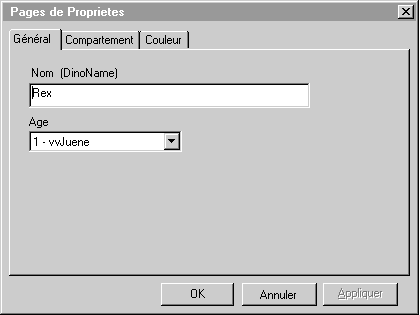 Pages de Proprietes
Général Compartement Couleur
Nom (DinoName)
Rex
Age
1 - vvJuene
OK Annuler Appliquer